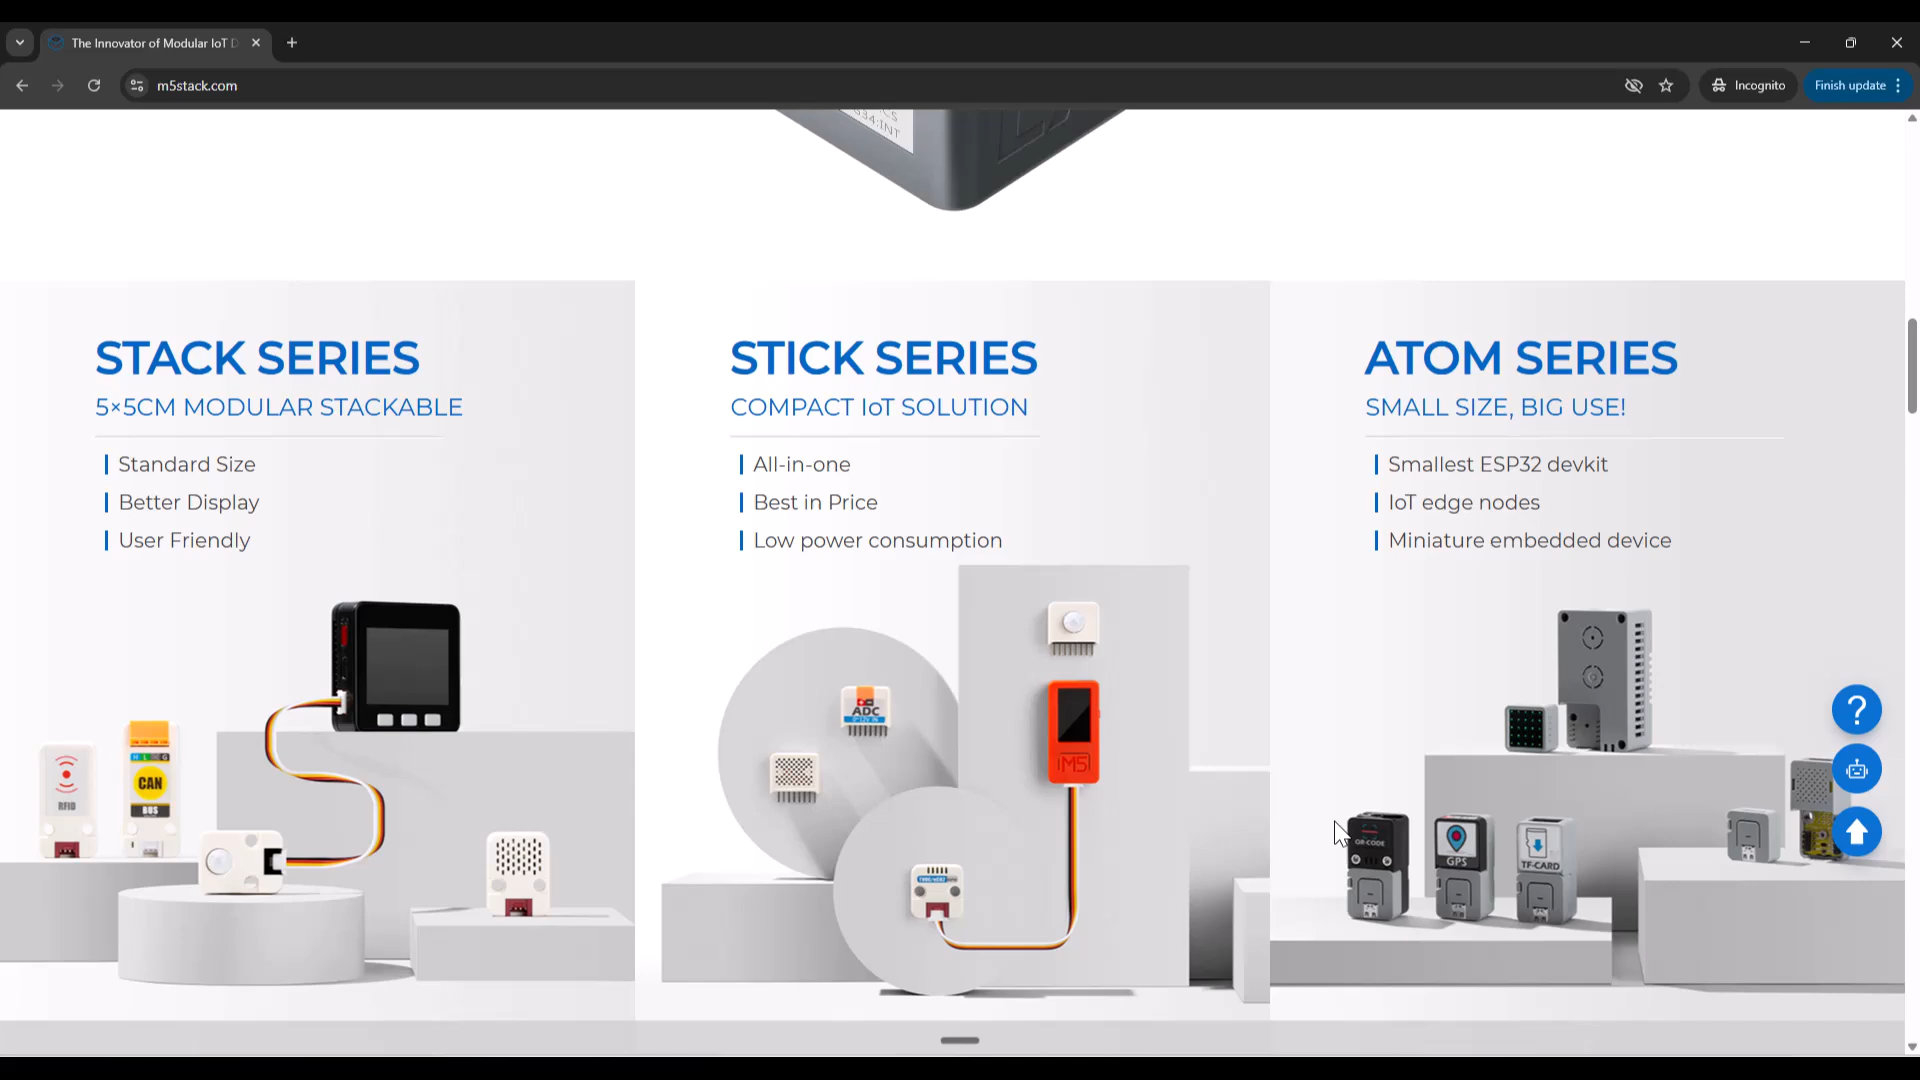 The Innovator of Modular IoT D
m5stack.com
Incognito
Finish update
STACK SERIES
5×5CM MODULAR STACKABLE
Standard Size
Better Display
User Friendly
RFID
CAN
BUS
STICK SERIES
COMPACT IoT SOLUTION
All-in-one
Best in Price
Low power consumption
ADC
M5
ATOM SERIES
SMALL SIZE, BIG USE!
Smallest ESP32 devkit
IoT edge nodes
Miniature embedded device
QR-CODE
GPS
TF-CARD